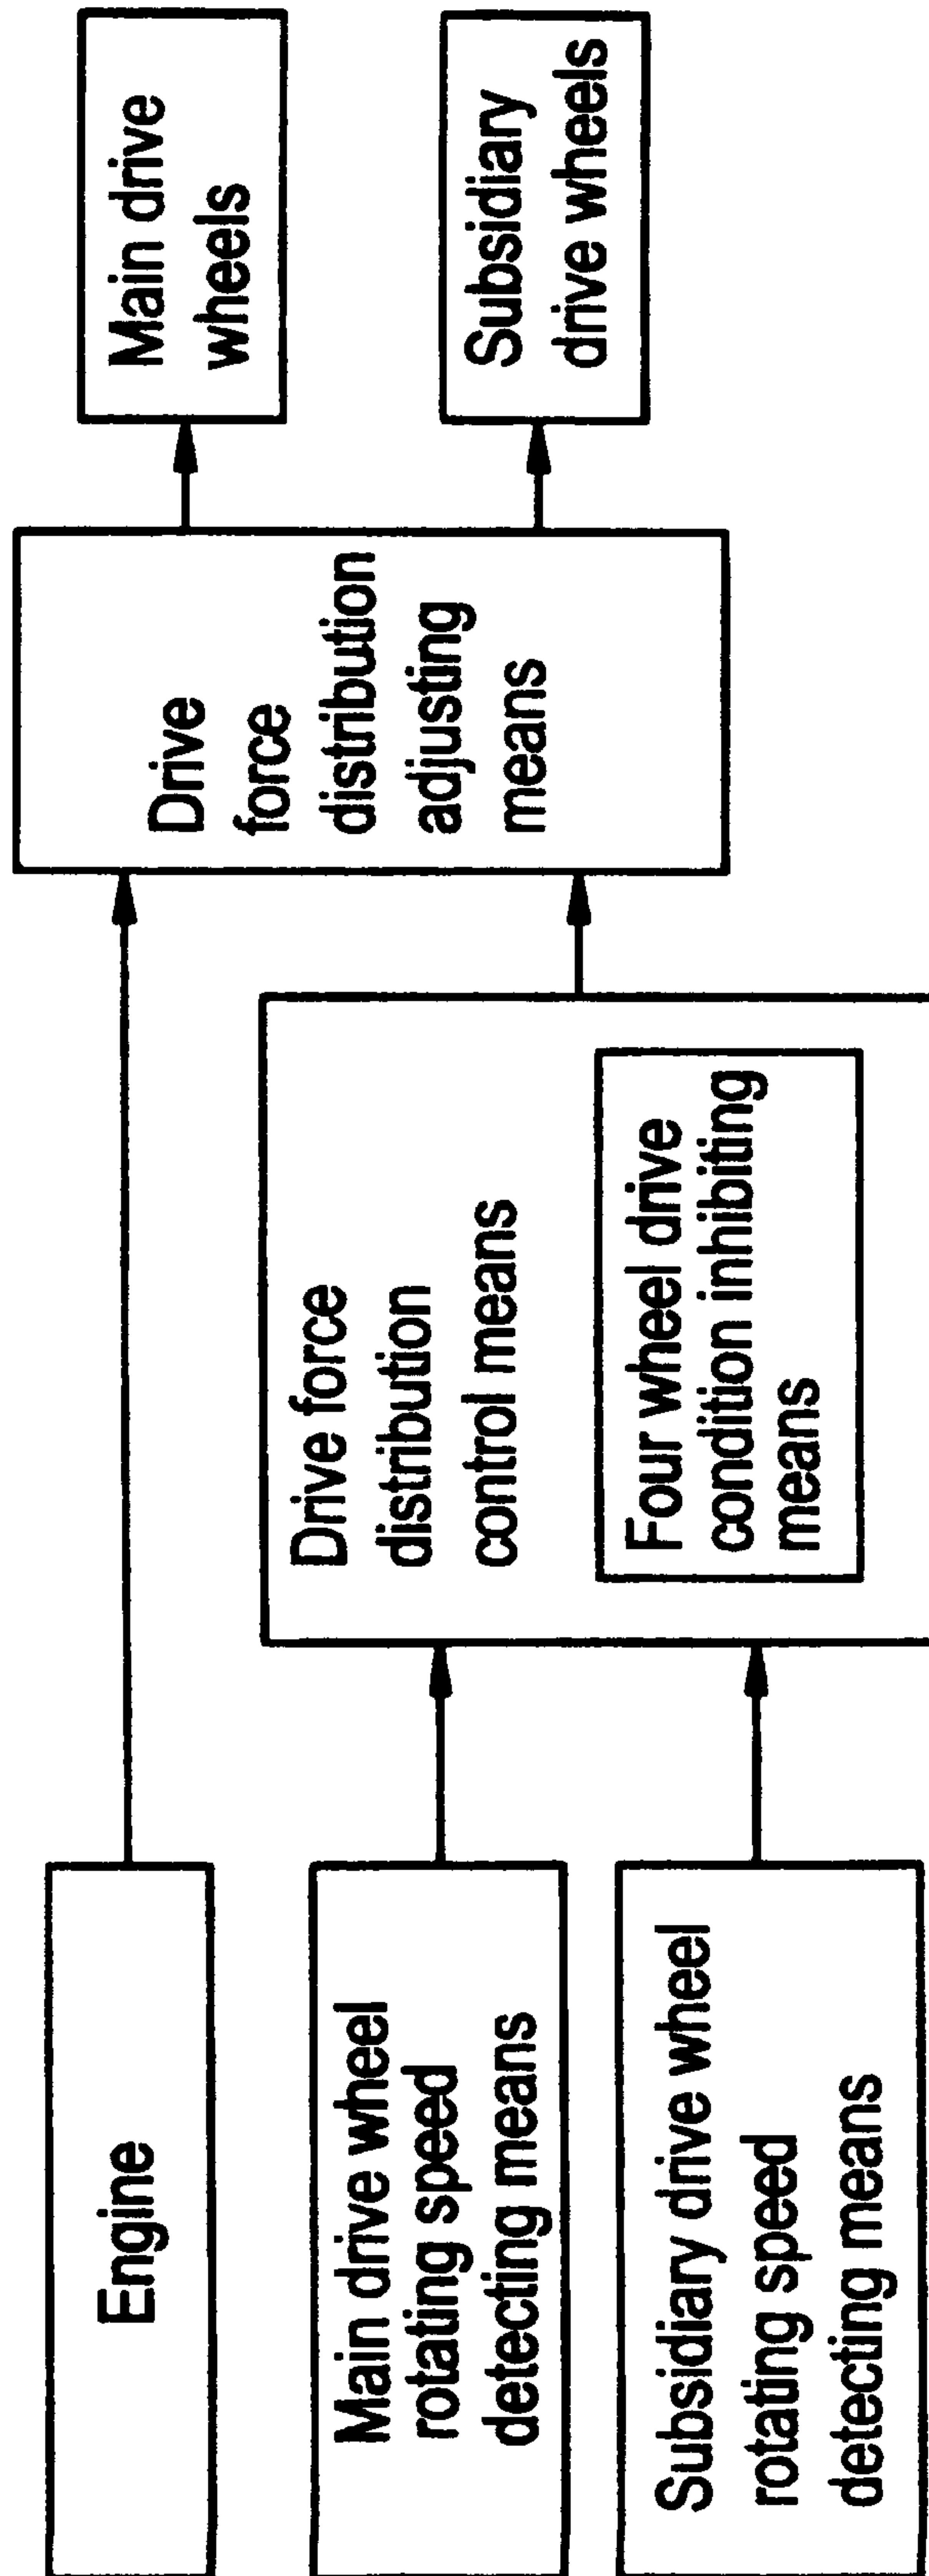 Engine
Main drive wheel
rotating speed
detecting means
Subsidiary drive wheel
rotating speed
detecting means
Drive force
distribution
control means
Four wheel drive
condition inhibiting
means
Drive
force
distribution
adjusting
means
Main drive
wheels
Subsidiary
drive wheels